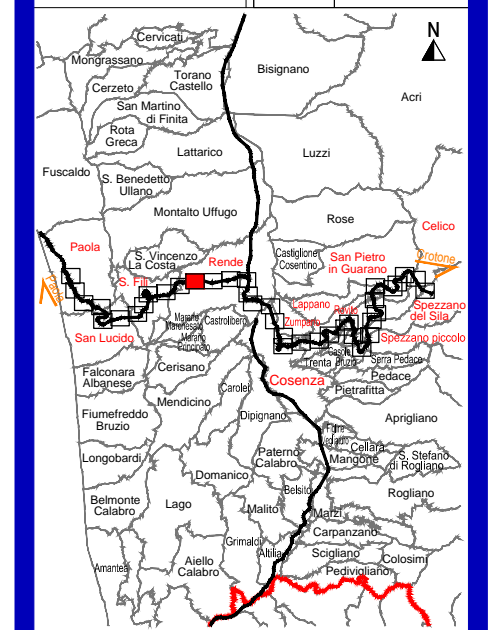 N
Cervicati
Mongrassano
Bisignano
Torano
Castello
Cerzeto
Acri
San Martino
di Finita
Rota
Greca
Lattarico
Luzzi
Fuscaldo
S. Benedetto
Ullano
Montalto Uffugo
Rose
Celico
Paola
S. Vincenzo
La Costa
Rende
Castiglione
Cosentino
San Pietro
in Guarano
Crotone
S. Fili
Paola
Lappano
Rovito
Spezzano
del Sila
Zumpano
Marano
Marchesato
Castrolibero
San Lucido
Marano
Principato
Spezzano piccolo
Casole
Bruzio
Trenta
Serra Pedace
Cerisano
Falconara
Albanese
Cosenza
Pedace
Pietrafitta
Carolei
Mendicino
Fiumefreddo
Bruzio
Dipignano
Aprigliano
Figline
Vegliaturo
Cellara
Paterno
Calabro
Mangone
S. Stefano
di Rogliano
Longobardi
Domanico
Belsito
Rogliano
Belmonte
Calabro
Lago
Malito
Marzi
Carpanzano
Grimaldi
Altilia
Scigliano
Colosimi
Aiello
Calabro
Amantea
Pedivigliano